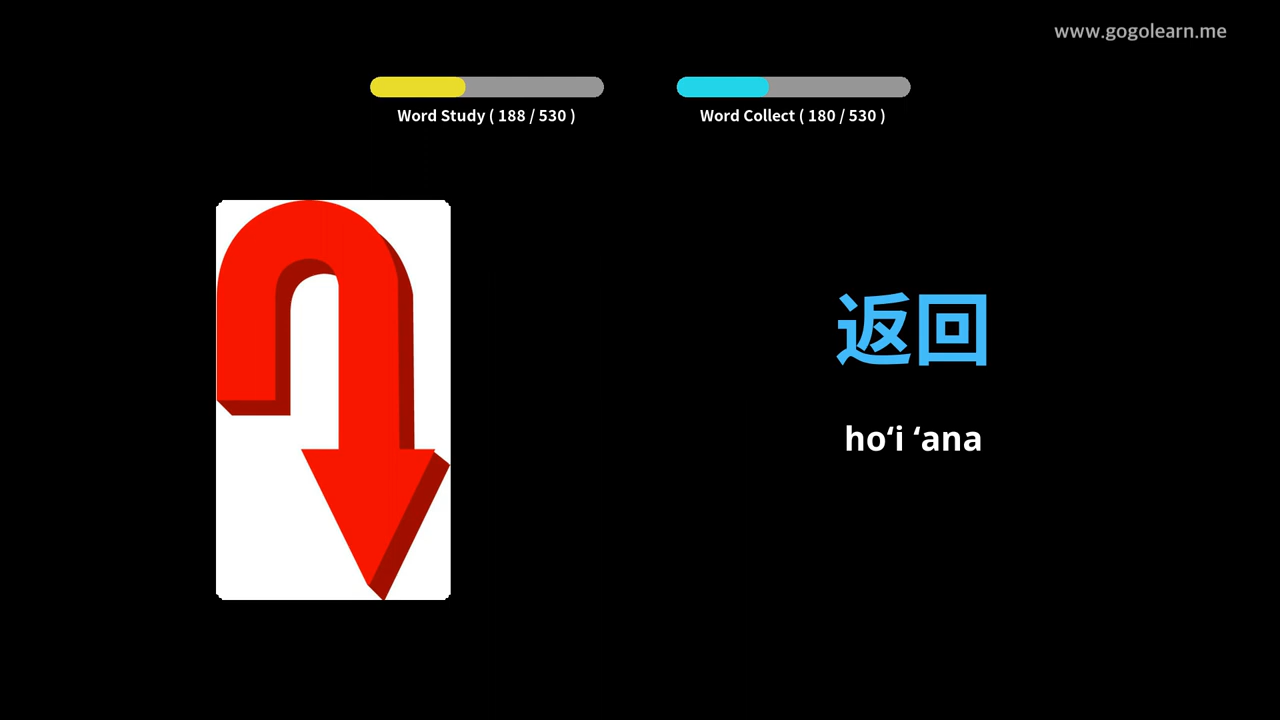 www.gogolearn.me
Word Study ( 188 / 530 )
Word Collect ( 180 / 530 )
返回
hoʻi ʻana